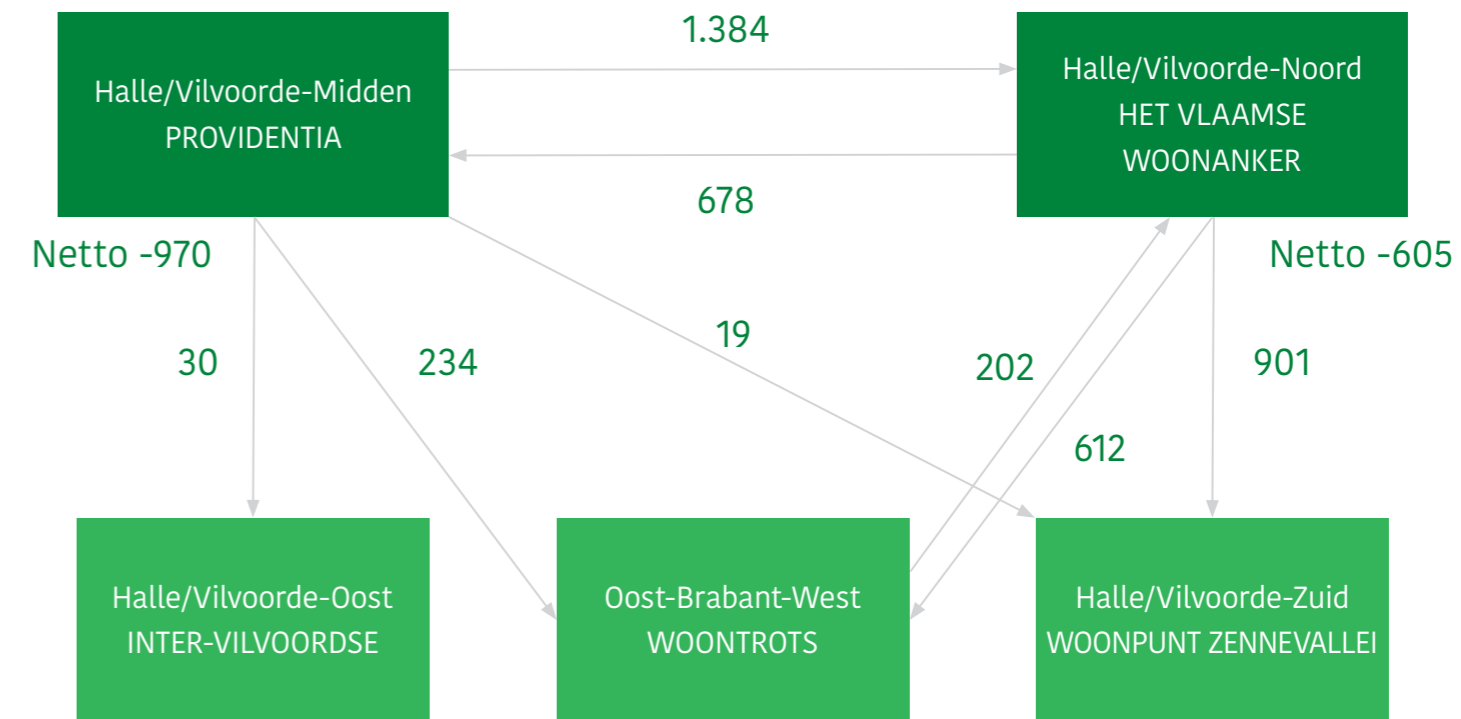 1.384
Halle/Vilvoorde-Midden
PROVIDENTIA
Halle/Vilvoorde-Noord
HET VLAAMSE
WOONANKER
678
Netto -970
Netto -605
30
234
19
202
901
612
Halle/Vilvoorde-Oost
INTER-VILVOORDSE
Oost-Brabant-West
WOONTROTS
Halle/Vilvoorde-Zuid
WOONPUNT ZENNEVALLEI